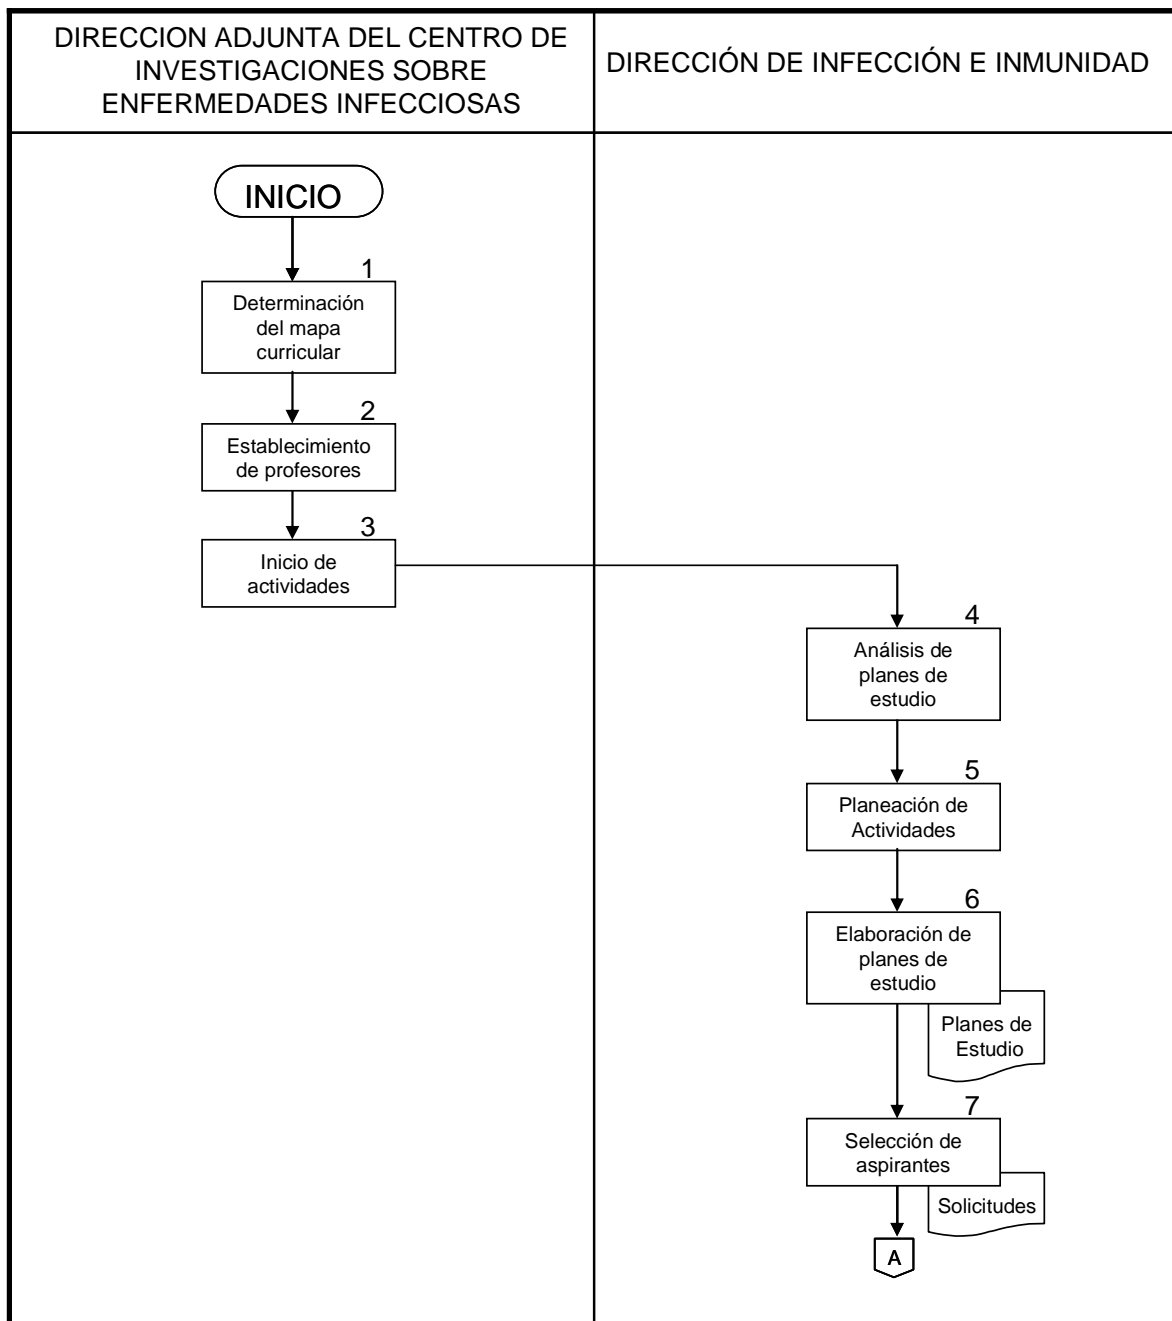 DIRECCION ADJUNTA DEL CENTRO DE
INVESTIGACIONES SOBRE
ENFERMEDADES INFECCIOSAS
DIRECCIÓN DE INFECCIÓN E INMUNIDAD
INICIO
1
Determinación
del mapa
curricular
2
Establecimiento
de profesores
3
Inicio de
actividades
4
Análisis de
planes de
estudio
5
Planeación de
Actividades
6
Elaboración de
planes de
estudio
Planes de
Estudio
7
Selección de
aspirantes
Solicitudes
A